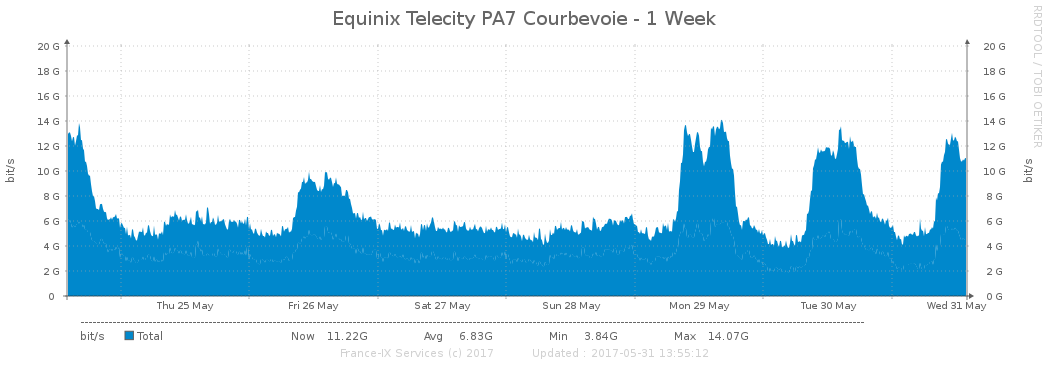 Equinix Telecity PA7 Courbevoie - 1 Week
RRDTOOL / TOBI OETIKER
bit/s
20 G
18 G
16 G
14 G
12 G
10 G
8 G
6 G
4 G
2 G
0
20 G
18 G
16 G
14 G
12 G
10 G
8 G
6 G
4 G
2 G
0 G
bit/s
Thu 25 May Fri 26 May Sat 27 May Sun 28 May Mon 29 May Tue 30 May Wed 31 May
bit/s Total Now 11.22G Avg 6.83G Min 3.84G Max 14.07G
France-IX Services (c) 2017 Updated : 2017-05-31 13:55:12